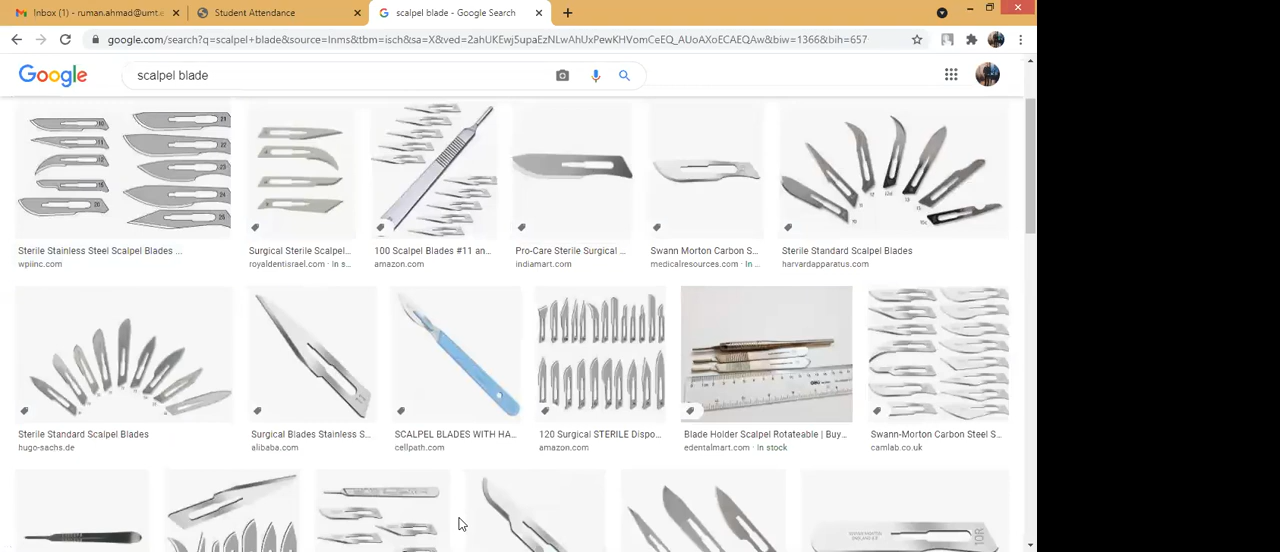 Inbox (1) - ruman.ahmad@umt.e
Student Attendance
scalpel blade - Google Search
google.com/search?q=scalpel+blade&source=lnms&tbm=isch&sa=X&ved=2ahUKEwj5upaEzNLwAhUxPewKHVomCeEQ_AUoAXoECAEQAw&biw=1366&bih=657
Google
scalpel blade
Sterile Stainless Steel Scalpel Blades ...
wpiinc.com
Surgical Sterile Scalpel...
royaldentisrael.com · In s...
100 Scalpel Blades #11 an...
amazon.com
Pro-Care Sterile Surgical ...
indiamart.com
Swann Morton Carbon S...
medicalresources.com · In ...
Sterile Standard Scalpel Blades
harvardapparatus.com
Sterile Standard Scalpel Blades
hugo-sachs.de
Surgical Blades Stainless S...
alibaba.com
SCALPEL BLADES WITH HA...
cellpath.com
120 Surgical STERILE Dispo...
amazon.com
Blade Holder Scalpel Rotateable | Buy...
edentalmart.com · In stock
Swann-Morton Carbon Steel S...
camlab.co.uk